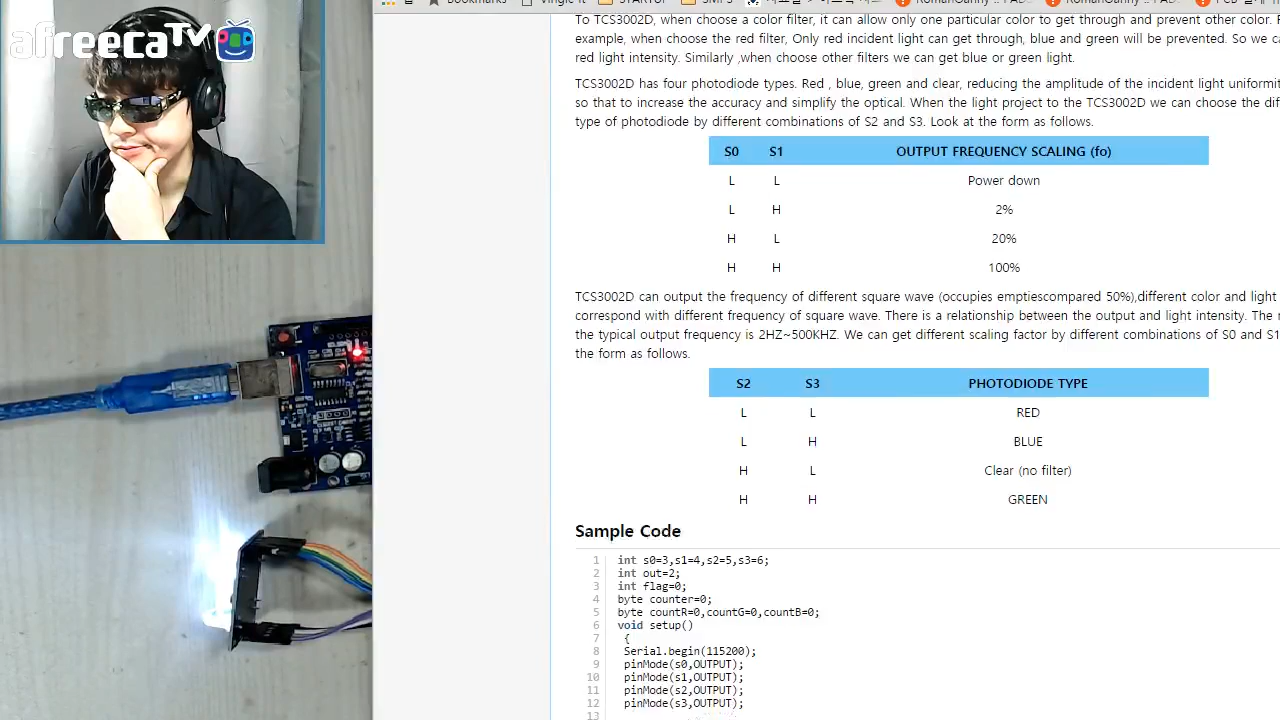 afreecaTV
Bookmarks
To TCS3002D, when choose a color filter, it can allow only one particular color to get through and prevent other color.
example, when choose the red filter, Only red incident light can get through, blue and green will be prevented. So we ca
red light intensity. Similarly ,when choose other filters we can get blue or green light.
TCS3002D has four photodiode types. Red , blue, green and clear, reducing the amplitude of the incident light uniformit
so that to increase the accuracy and simplify the optical. When the light project to the TCS3002D we can choose the dif
type of photodiode by different combinations of S2 and S3. Look at the form as follows.
S0 S1 OUTPUT FREQUENCY SCALING (fo)
L L Power down
L H 2%
H L 20%
H H 100%
TCS3002D can output the frequency of different square wave (occupies emptiescompared 50%),different color and light
correspond with different frequency of square wave. There is a relationship between the output and light intensity. The r
the typical output frequency is 2HZ~500KHZ. We can get different scaling factor by different combinations of S0 and S1
the form as follows.
S2 S3 PHOTODIODE TYPE
L L RED
L H BLUE
H L Clear (no filter)
H H GREEN
Sample Code
1 int s0=3,s1=4,s2=5,s3=6;
2 int out=2;
3 int flag=0;
4 byte counter=0;
5 byte countR=0,countG=0,countB=0;
6 void setup()
7 {
8 Serial.begin(115200);
9 pinMode(s0,OUTPUT);
10 pinMode(s1,OUTPUT);
11 pinMode(s2,OUTPUT);
12 pinMode(s3,OUTPUT);
13